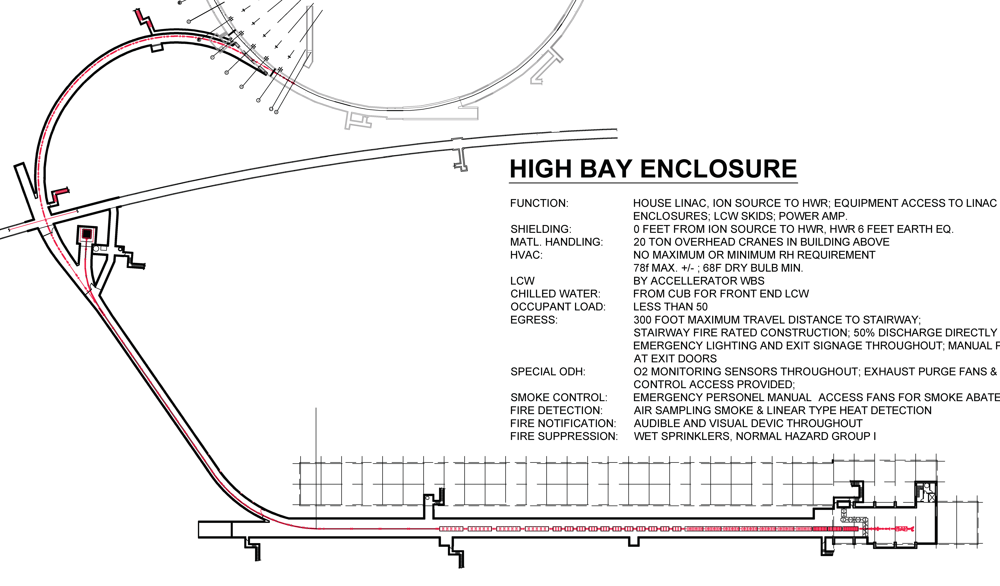 D
F
G
H
J
K
HIGH BAY ENCLOSURE
FUNCTION: HOUSE LINAC, ION SOURCE TO HWR; EQUIPMENT ACCESS TO LINAC
ENCLOSURES; LCW SKIDS; POWER AMP.
SHIELDING: 0 FEET FROM ION SOURCE TO HWR, HWR 6 FEET EARTH EQ.
MATL. HANDLING: 20 TON OVERHEAD CRANES IN BUILDING ABOVE
HVAC: NO MAXIMUM OR MINIMUM RH REQUIREMENT
78f MAX. +/- ; 68F DRY BULB MIN.
LCW BY ACCELLERATOR WBS
CHILLED WATER: FROM CUB FOR FRONT END LCW
OCCUPANT LOAD: LESS THAN 50
EGRESS: 300 FOOT MAXIMUM TRAVEL DISTANCE TO STAIRWAY;
STAIRWAY FIRE RATED CONSTRUCTION; 50% DISCHARGE DIRECTLY
EMERGENCY LIGHTING AND EXIT SIGNAGE THROUGHOUT; MANUAL
AT EXIT DOORS
SPECIAL ODH: O2 MONITORING SENSORS THROUGHOUT; EXHAUST PURGE FANS &
CONTROL ACCESS PROVIDED;
SMOKE CONTROL: EMERGENCY PERSONEL MANUAL ACCESS FANS FOR SMOKE ABATE
FIRE DETECTION: AIR SAMPLING SMOKE & LINEAR TYPE HEAT DETECTION
FIRE NOTIFICATION: AUDIBLE AND VISUAL DEVIC THROUGHOUT
FIRE SUPPRESSION: WET SPRINKLERS, NORMAL HAZARD GROUP I